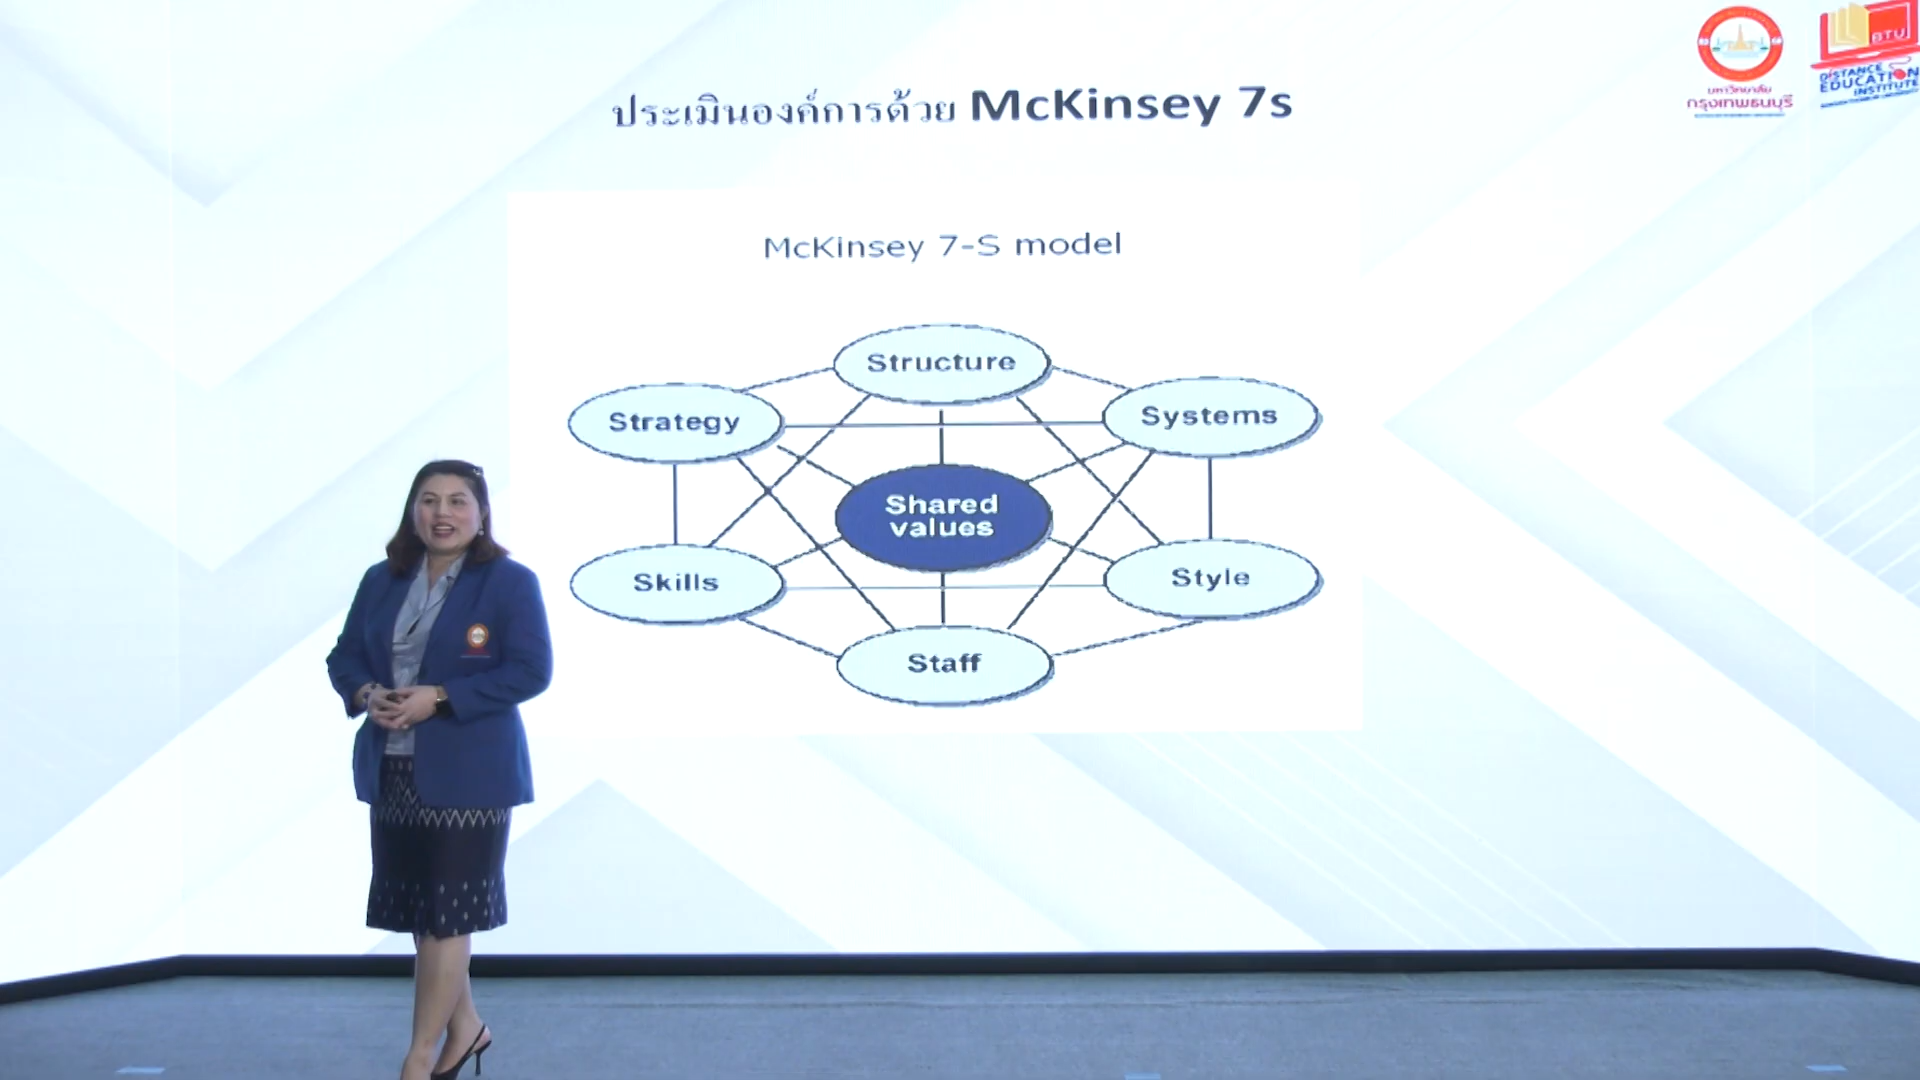 ประเมินองค์การด้วย McKinsey 7s
มหาวิทยาลัย
กรุงเทพธนบุรี
BTU
DISTANCE
EDUCATION
INSTITUTE
McKinsey 7-S model
Structure
Strategy
Systems
Shared
values
Skills
Style
Staff